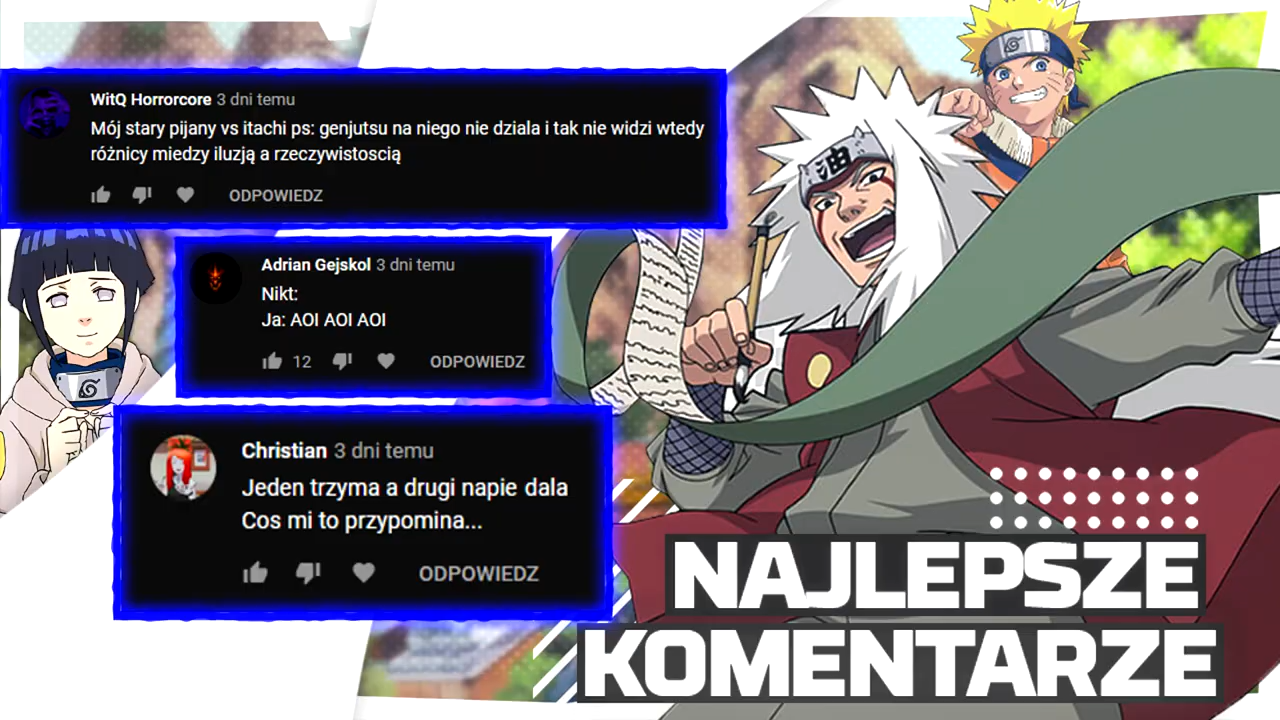 WitQ Horrorcore 3 dni temu
Mój stary pijany vs itachi ps: genjutsu na niego nie dziala i tak nie widzi wtedy
różnicy miedzy iluzją a rzeczywistoscią
ODPOWIEDZ
Adrian Gejskol 3 dni temu
Nikt:
Ja: AOI AOI AOI
12 ODPOWIEDZ
Christian 3 dni temu
Jeden trzyma a drugi napie dala
Cos mi to przypomina...
ODPOWIEDZ
油
NAJLEPSZE
KOMENTARZE